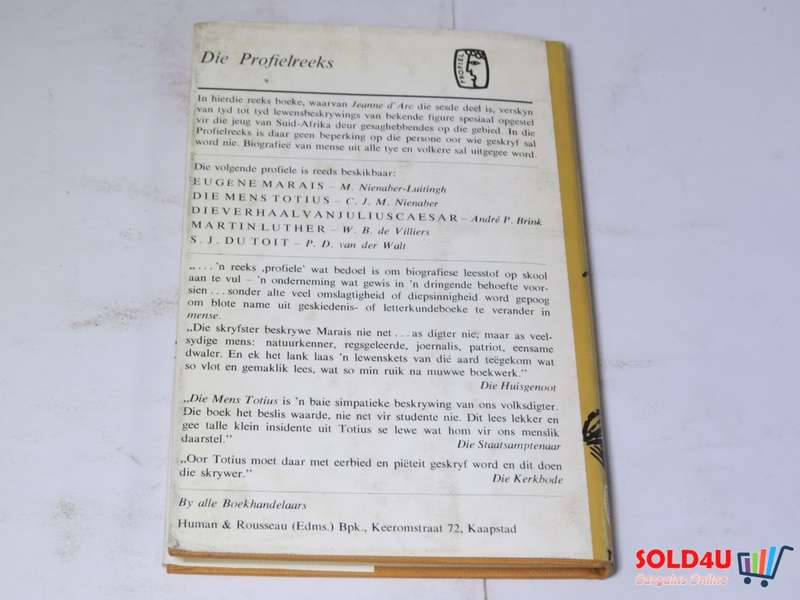 Die Profielreeks
PROFIEL
In hierdie reeks boeke, waarvan Jeanne d'Arc die sesde deel is, verskyn
van tyd tot tyd lewensbeskrywings van bekende figure spesiaal opgestel
vir die jeug van Suid-Afrika deur gesaghebbendes op die gebied. In die
Profielreeks is daar geen beperking op die persone oor wie geskryf sal
word nie. Biografieë van mense uit alle tye en volkere sal uitgegee word.
Die volgende profiele is reeds beskikbaar:
EUGÈNE MARAIS – M. Nienaber-Luitingh
DIE MENS TOTIUS – C. J. M. Nienaber
DIE VERHAAL VAN JULIUS CAESAR – André P. Brink
MARTIN LUTHER – W. B. de Villiers
S. J. DU TOIT – P. D. van der Walt
„. . . 'n reeks ‚profiele' wat bedoel is om biografiese leesstof op skool
aan te vul – 'n onderneming wat gewis in 'n dringende behoefte voor-
sien . . . sonder alte veel omslagtigheid of diepsinnigheid word gepoog
om blote name uit geskiedenis- of letterkundeboeke te verander in
mense.
„Die skryfster beskrywe Marais nie net . . . as digter nie, maar as veel-
sydige mens: natuurkenner, regsgeleerde, joernalis, patriot, eensame
dwaler. En ek het lank laas 'n lewenskets van dié aard teëgekom wat
so vlot en gemaklik lees, wat so min ruik na muwwe boekwerk."
Die Huisgenoot
„Die Mens Totius is 'n baie simpatieke beskrywing van ons volksdigter.
Die boek het beslis waarde, nie net vir studente nie. Dit lees lekker en
gee talle klein insidente uit Totius se lewe wat hom vir ons menslik
daarstel."
Die Staatsamptenaar
„Oor Totius moet daar met eerbied en piëteit geskryf word en dit doen
die skrywer."
Die Kerkbode
By alle Boekhandelaars
Human & Rousseau (Edms.) Bpk., Keeromstraat 72, Kaapstad
SOLD4U
Bargains Online